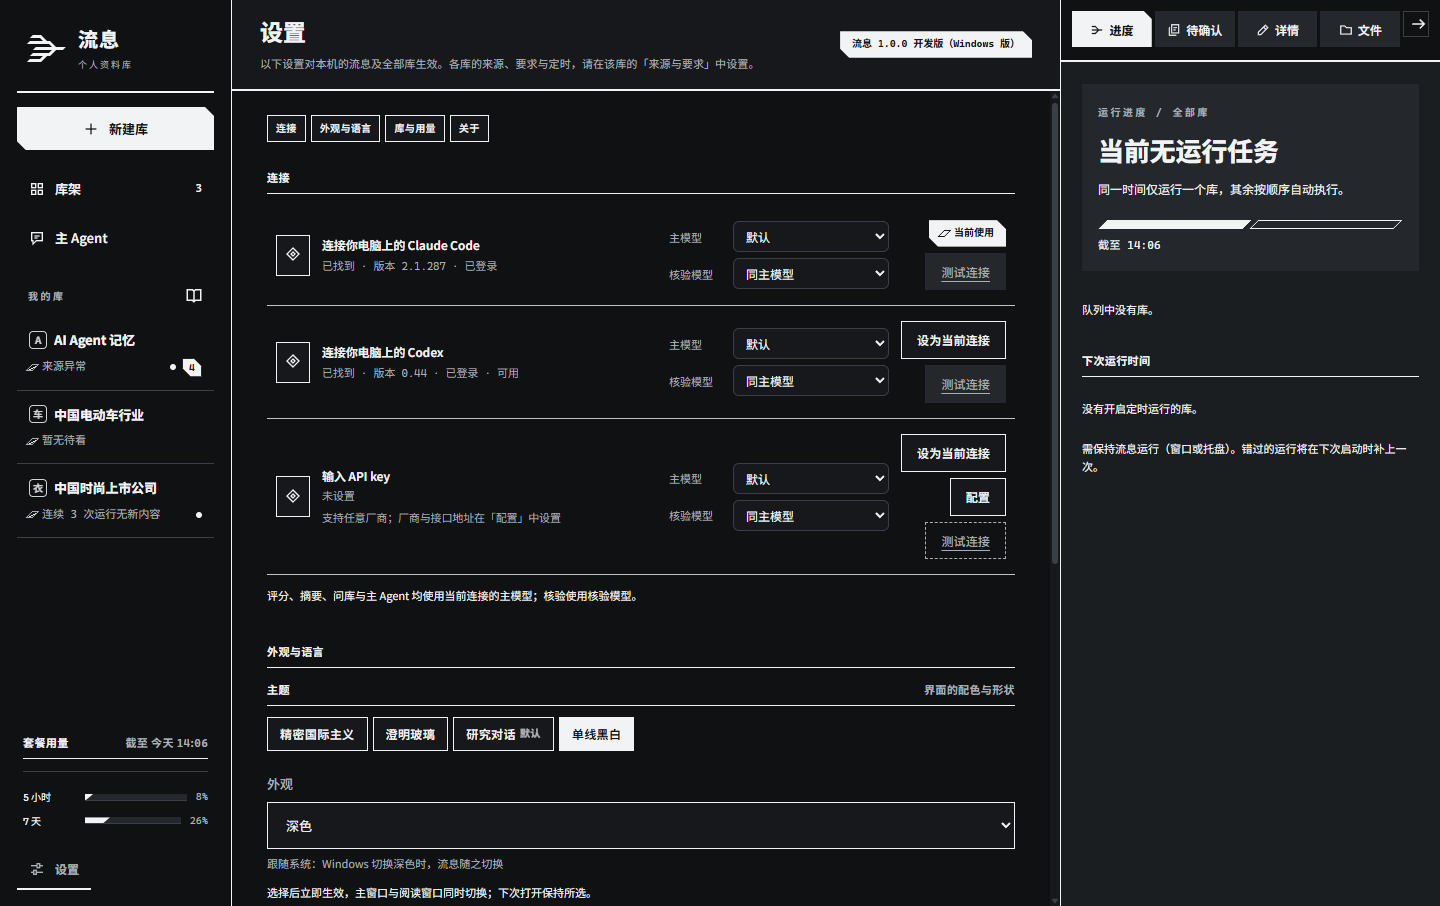 流息
个人资料库
新建库
库架 3
主 Agent
我的库
A AI Agent 记忆
来源异常 4
车 中国电动车行业
暂无待看
衣 中国时尚上市公司
连续 3 次运行无新内容
套餐用量 截至 今天 14:06
5 小时 8%
7 天 26%
设置
设置
以下设置对本机的流息及全部库生效。各库的来源、要求与定时，请在该库的「来源与要求」中设置。
流息 1.0.0 开发版（Windows 版）
连接 外观与语言 库与用量 关于
连接
连接你电脑上的 Claude Code
已找到 · 版本 2.1.287 · 已登录
主模型 默认
核验模型 同主模型
当前使用
测试连接
连接你电脑上的 Codex
已找到 · 版本 0.44 · 已登录 · 可用
主模型 默认
核验模型 同主模型
设为当前连接
测试连接
输入 API key
未设置
支持任意厂商；厂商与接口地址在「配置」中设置
主模型 默认
核验模型 同主模型
设为当前连接
配置
测试连接
评分、摘要、问库与主 Agent 均使用当前连接的主模型；核验使用核验模型。
外观与语言
主题 界面的配色与形状
精密国际主义 澄明玻璃 研究对话 默认 单线黑白
外观
深色
跟随系统：Windows 切换深色时，流息随之切换
选择后立即生效，主窗口与阅读窗口同时切换；下次打开保持所选。
进度 待确认 详情 文件
运行进度 / 全部库
当前无运行任务
同一时间仅运行一个库，其余按顺序自动执行。
截至 14:06
队列中没有库。
下次运行时间
没有开启定时运行的库。
需保持流息运行（窗口或托盘）。错过的运行将在下次启动时补上一
次。